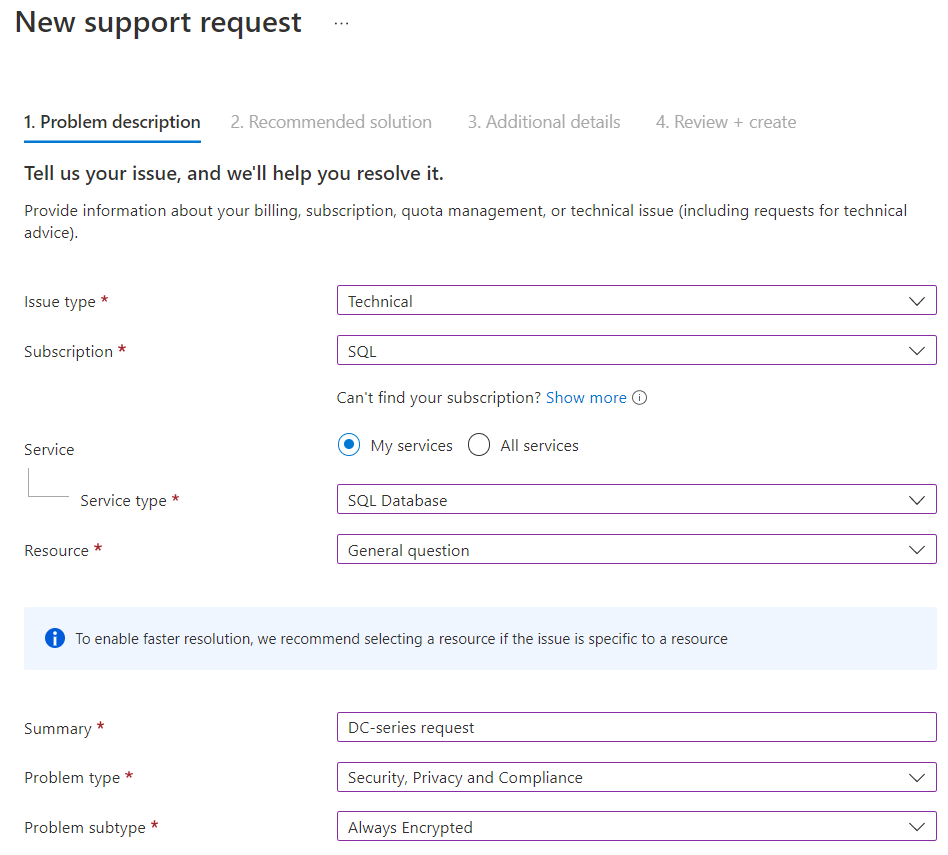 New support request ...
1. Problem description 2. Recommended solution 3. Additional details 4. Review + create
Tell us your issue, and we'll help you resolve it.
Provide information about your billing, subscription, quota management, or technical issue (including requests for technical
advice).
Issue type * Technical
Subscription * SQL
Can't find your subscription? Show more
Service My services All services
Service type * SQL Database
Resource * General question
To enable faster resolution, we recommend selecting a resource if the issue is specific to a resource
Summary * DC-series request
Problem type * Security, Privacy and Compliance
Problem subtype * Always Encrypted